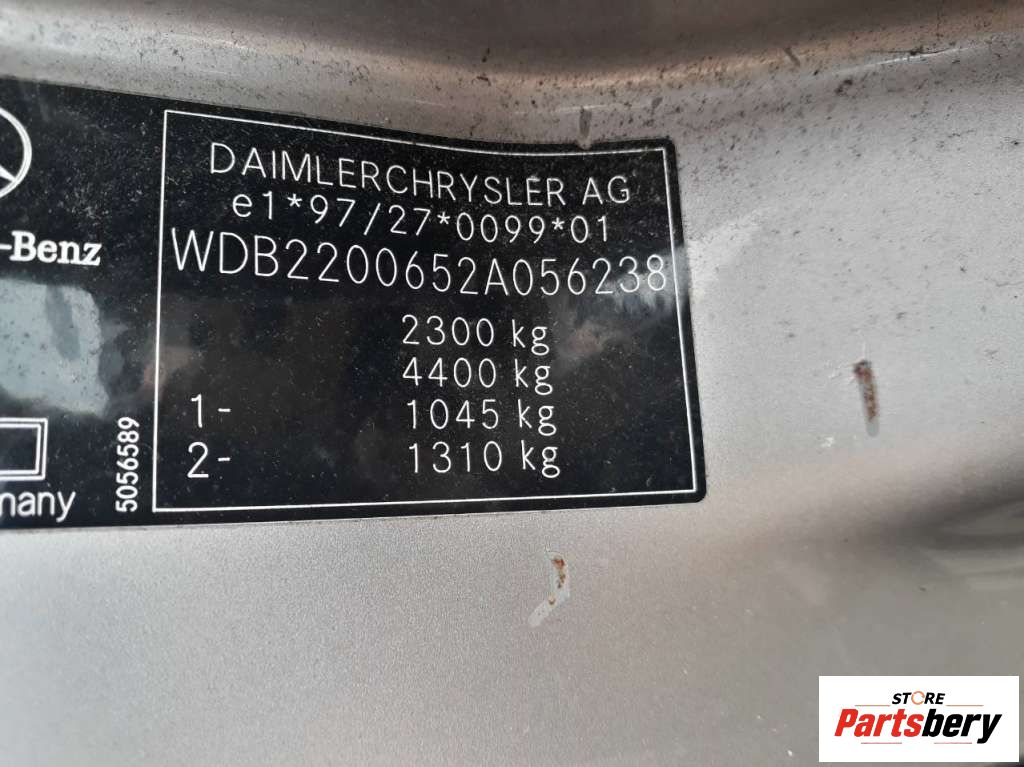 DAIMLERCHRYSLER AG
e1*97/27*0099*01
WDB2200652A056238
2300 kg
4400 kg
1- 1045 kg
2- 1310 kg
-Benz
many
5056589
STORE
Partsbery